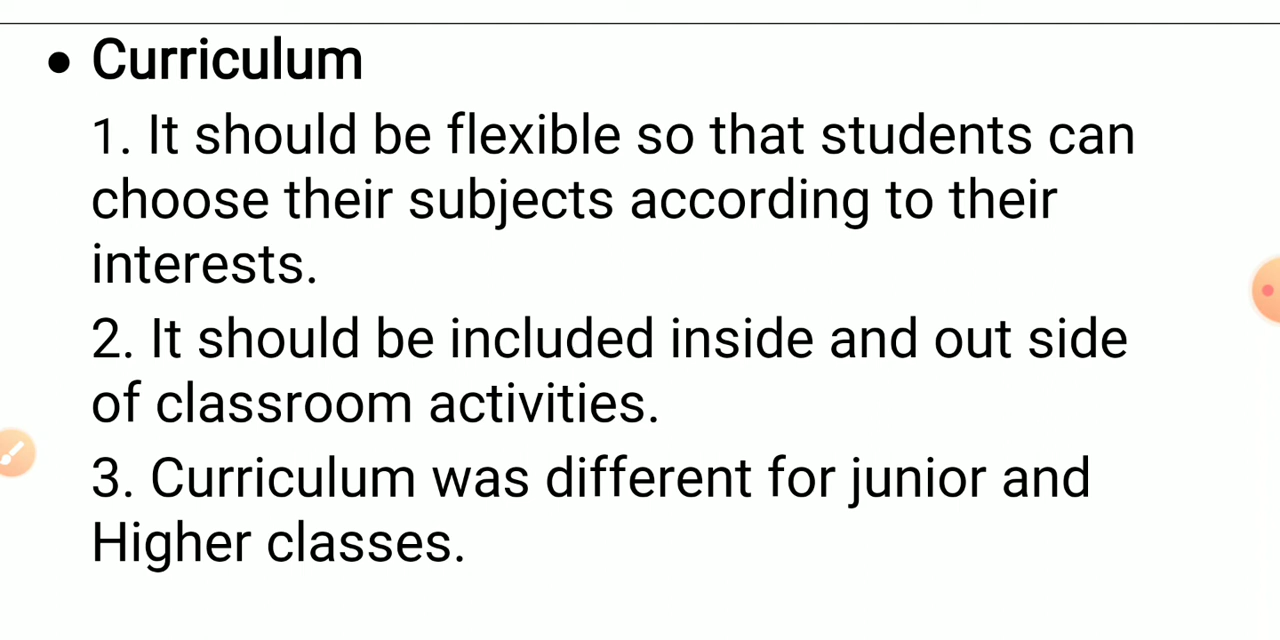 • Curriculum
1. It should be flexible so that students can
choose their subjects according to their
interests.
2. It should be included inside and out side
of classroom activities.
3. Curriculum was different for junior and
Higher classes.